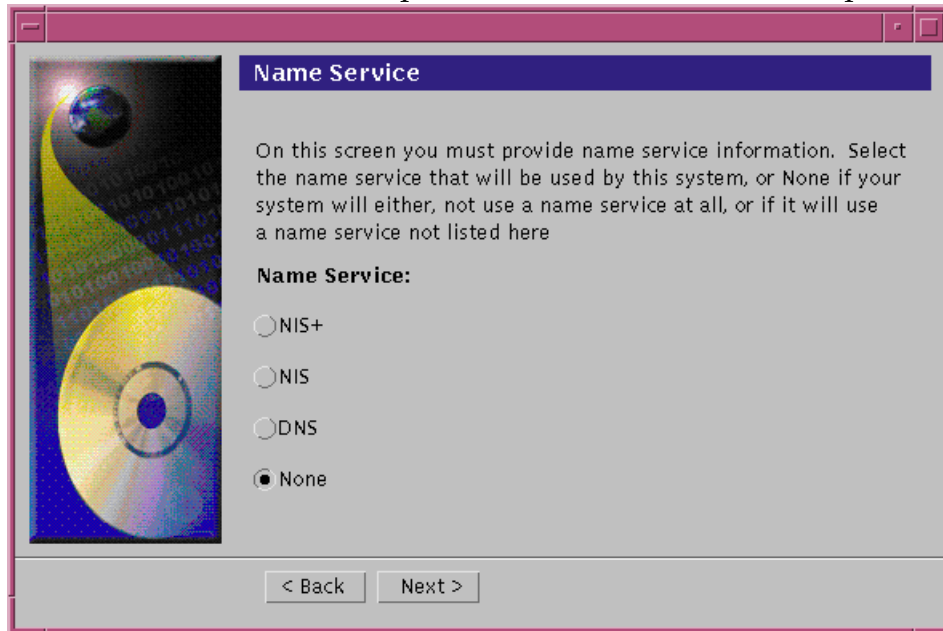 Name Service
On this screen you must provide name service information. Select
the name service that will be used by this system, or None if your
system will either, not use a name service at all, or if it will use
a name service not listed here
Name Service:
NIS+
NIS
DNS
None
< Back Next >